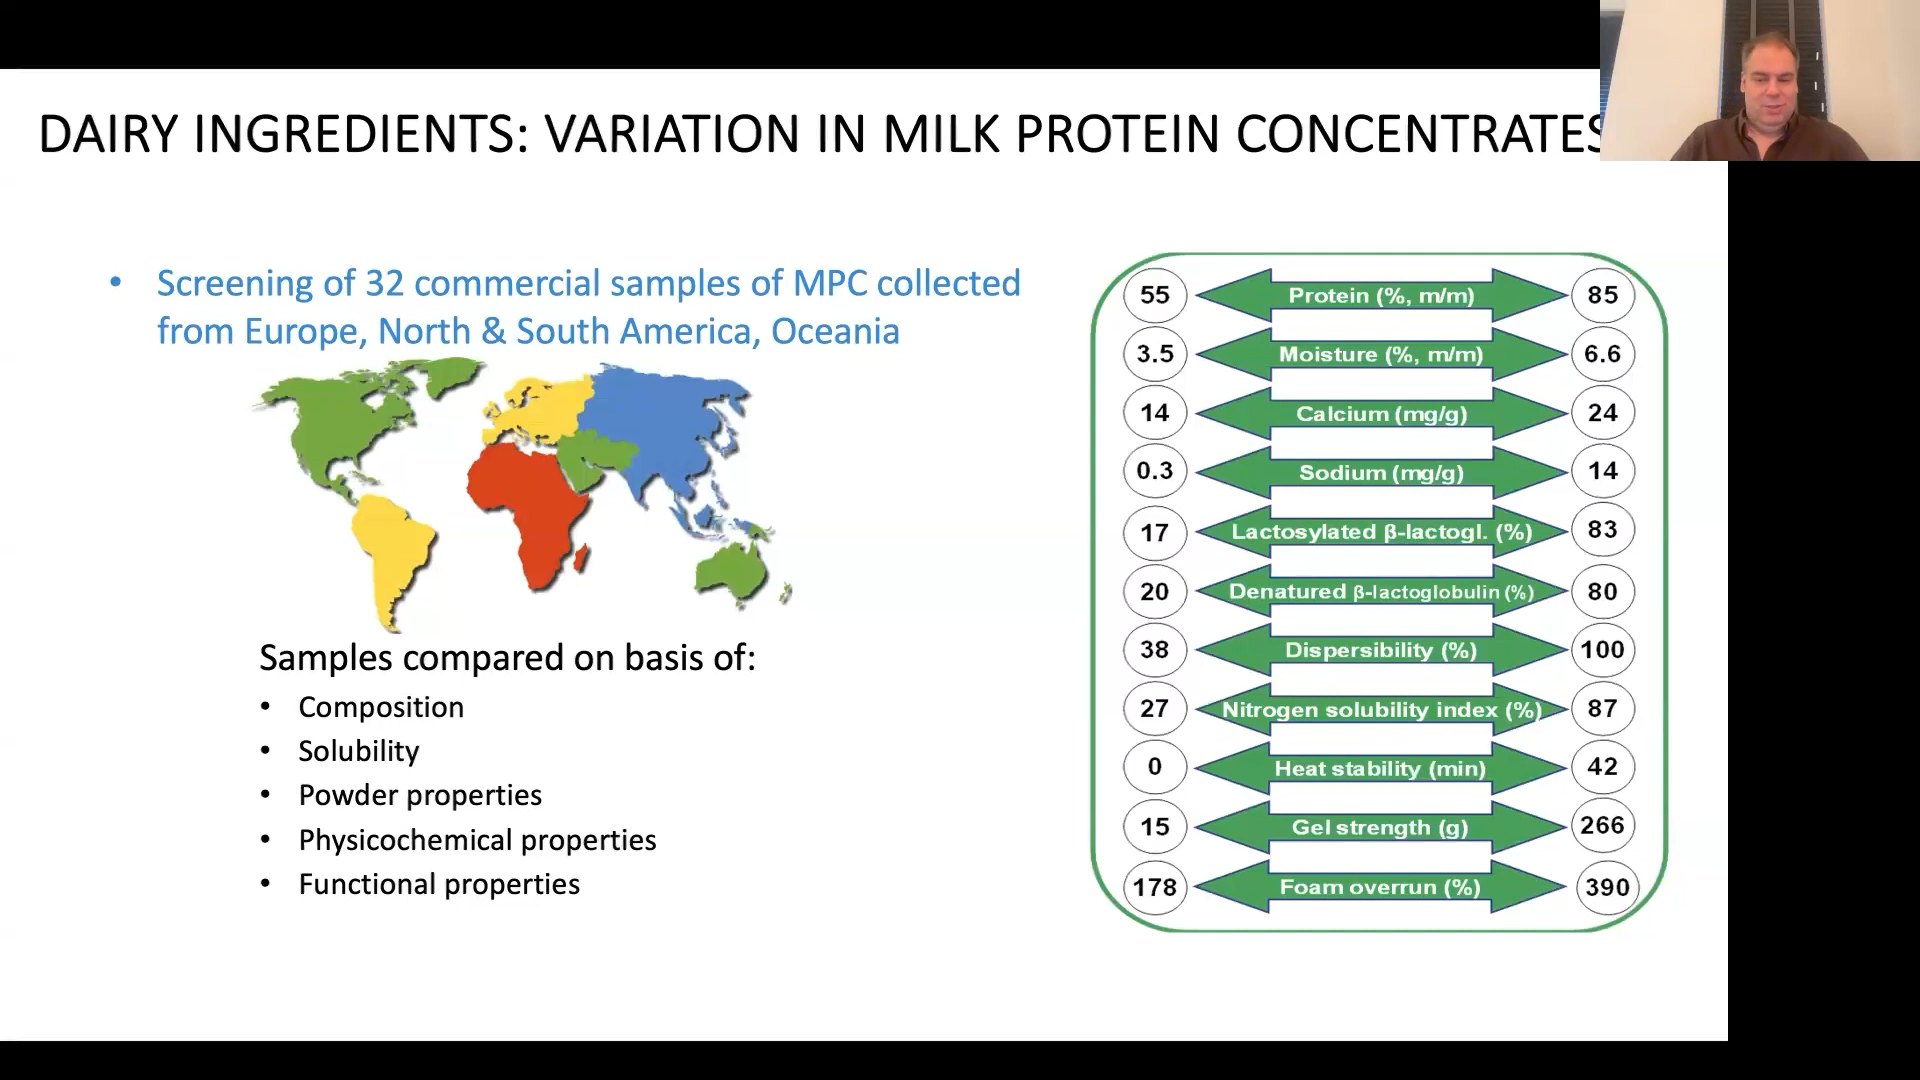 DAIRY INGREDIENTS: VARIATION IN MILK PROTEIN CONCENTRATES
• Screening of 32 commercial samples of MPC collected
from Europe, North & South America, Oceania
Samples compared on basis of:
• Composition
• Solubility
• Powder properties
• Physicochemical properties
• Functional properties
55 Protein (%, m/m) 85
3.5 Moisture (%, m/m) 6.6
14 Calcium (mg/g) 24
0.3 Sodium (mg/g) 14
17 Lactosylated β-lactogl. (%) 83
20 Denatured β-lactoglobulin (%) 80
38 Dispersibility (%) 100
27 Nitrogen solubility index (%) 87
0 Heat stability (min) 42
15 Gel strength (g) 266
178 Foam overrun (%) 390